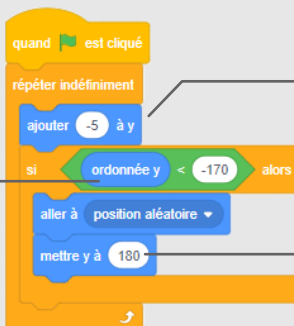 quand est cliqué
répéter indéfiniment
ajouter -5 à y
si ordonnée y < -170 alors
aller à position aléatoire
mettre y à 180